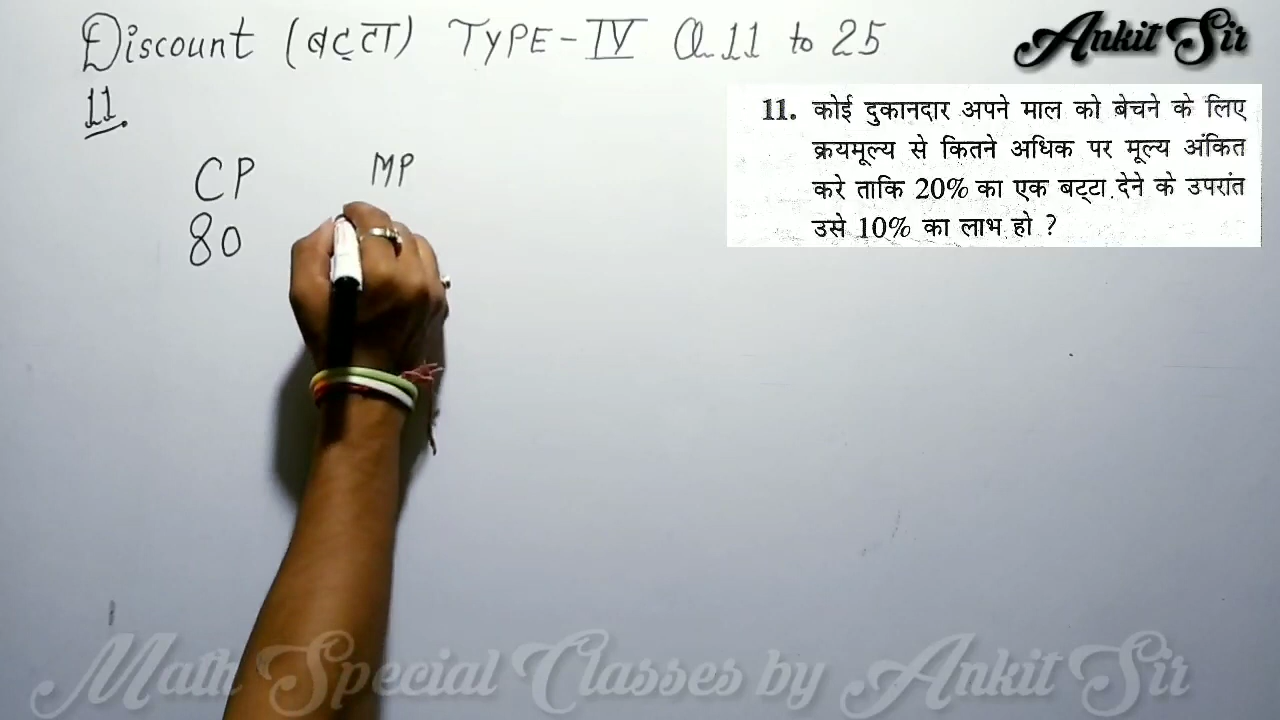 Discount (बट्टा) TYPE-IV Q.11 to 25
Ankit Sir
11.
11. कोई दुकानदार अपने माल को बेचने के लिए
क्रयमूल्य से कितने अधिक पर मूल्य अंकित
करे ताकि 20% का एक बट्टा देने के उपरांत
उसे 10% का लाभ हो ?
CP MP
80
Math Special Classes by Ankit Sir